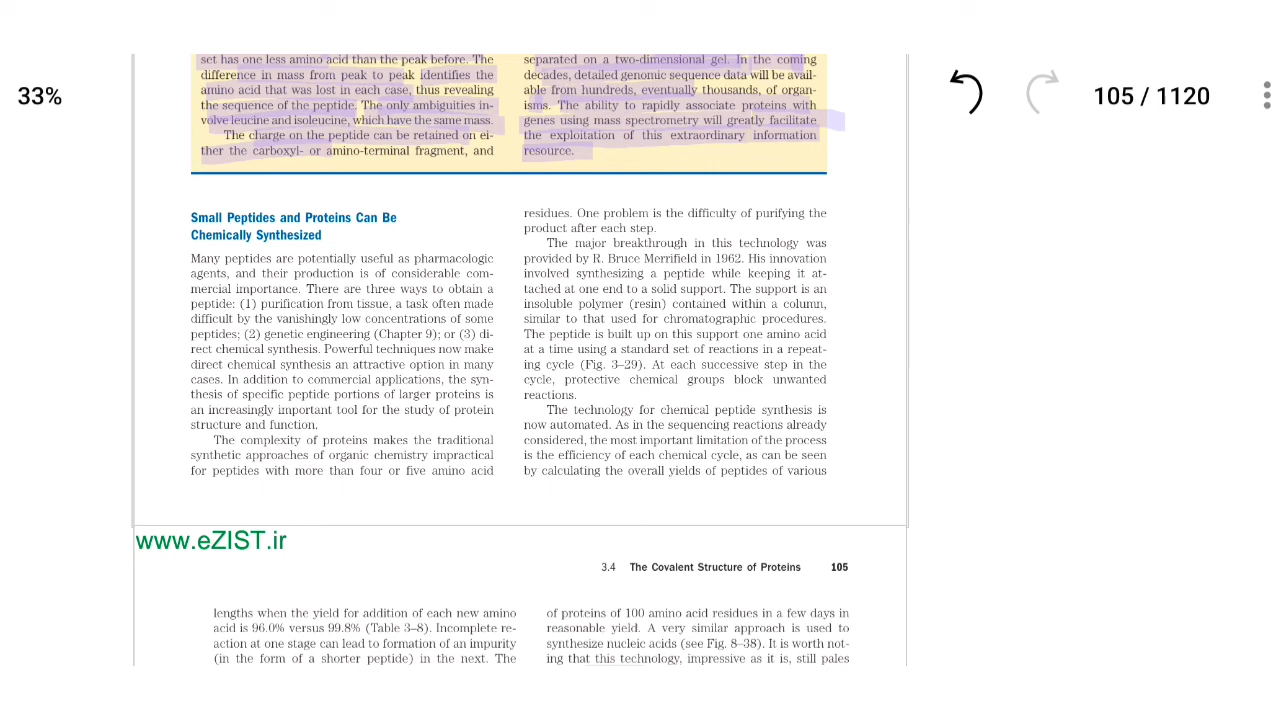 33%
105 / 1120
set has one less amino acid than the peak before. The
difference in mass from peak to peak identifies the
amino acid that was lost in each case, thus revealing
the sequence of the peptide. The only ambiguities in-
volve leucine and isoleucine, which have the same mass.
The charge on the peptide can be retained on ei-
ther the carboxyl- or amino-terminal fragment, and
separated on a two-dimensional gel. In the coming
decades, detailed genomic sequence data will be avail-
able from hundreds, eventually thousands, of organ-
isms. The ability to rapidly associate proteins with
genes using mass spectrometry will greatly facilitate
the exploitation of this extraordinary information
resource.
Small Peptides and Proteins Can Be
Chemically Synthesized
Many peptides are potentially useful as pharmacologic
agents, and their production is of considerable com-
mercial importance. There are three ways to obtain a
peptide: (1) purification from tissue, a task often made
difficult by the vanishingly low concentrations of some
peptides; (2) genetic engineering (Chapter 9); or (3) di-
rect chemical synthesis. Powerful techniques now make
direct chemical synthesis an attractive option in many
cases. In addition to commercial applications, the syn-
thesis of specific peptide portions of larger proteins is
an increasingly important tool for the study of protein
structure and function.
The complexity of proteins makes the traditional
synthetic approaches of organic chemistry impractical
for peptides with more than four or five amino acid
residues. One problem is the difficulty of purifying the
product after each step.
The major breakthrough in this technology was
provided by R. Bruce Merrifield in 1962. His innovation
involved synthesizing a peptide while keeping it at-
tached at one end to a solid support. The support is an
insoluble polymer (resin) contained within a column,
similar to that used for chromatographic procedures.
The peptide is built up on this support one amino acid
at a time using a standard set of reactions in a repeat-
ing cycle (Fig. 3–29). At each successive step in the
cycle, protective chemical groups block unwanted
reactions.
The technology for chemical peptide synthesis is
now automated. As in the sequencing reactions already
considered, the most important limitation of the process
is the efficiency of each chemical cycle, as can be seen
by calculating the overall yields of peptides of various
www.eZIST.ir
3.4 The Covalent Structure of Proteins 105
lengths when the yield for addition of each new amino
acid is 96.0% versus 99.8% (Table 3–8). Incomplete re-
action at one stage can lead to formation of an impurity
(in the form of a shorter peptide) in the next. The
of proteins of 100 amino acid residues in a few days in
reasonable yield. A very similar approach is used to
synthesize nucleic acids (see Fig. 8–38). It is worth not-
ing that this technology, impressive as it is, still pales